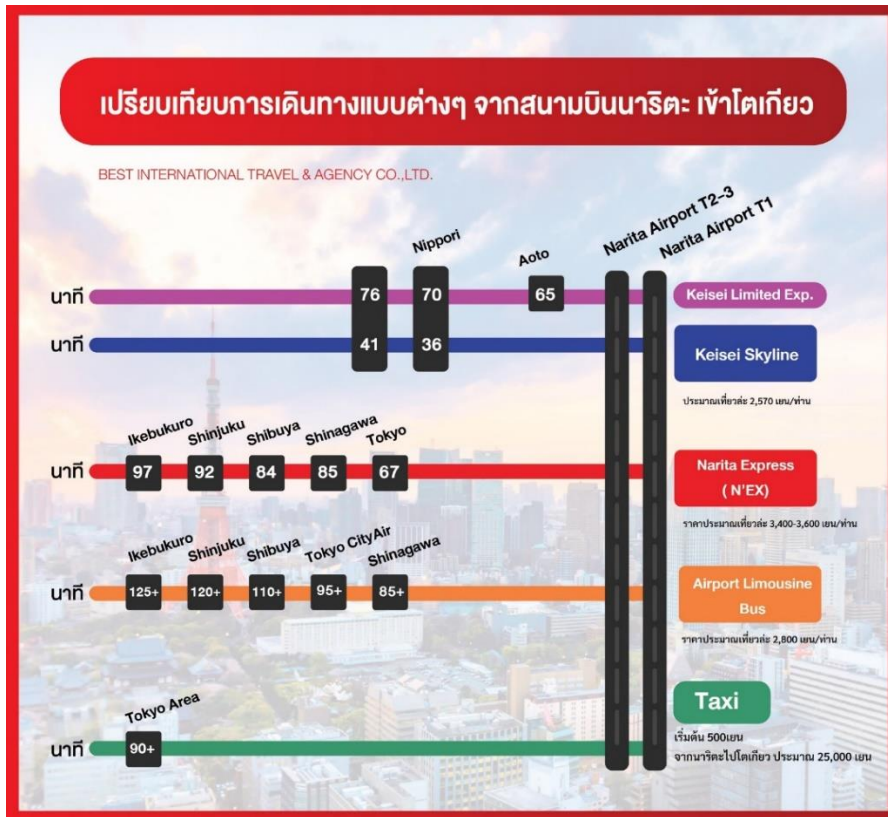 เปรียบเทียบการเดินทางแบบต่างๆ จากสนามบินนาริตะ เข้าโตเกียว
BEST INTERNATIONAL TRAVEL & AGENCY CO.,LTD.
Narita Airport T2-3
Narita Airport T1
Nippori
Aoto
นาที 76 70 65 Keisei Limited Exp.
นาที 41 36 Keisei Skyline
ประมาณเที่ยวล่ะ 2,570 เยน/ท่าน
Ikebukuro Shinjuku Shibuya Shinagawa Tokyo
นาที 97 92 84 85 67 Narita Express
( N'EX)
ราคาประมาณเที่ยวล่ะ 3,400-3,600 เยน/ท่าน
Ikebukuro Shinjuku Shibuya Tokyo CityAir Shinagawa
นาที 125+ 120+ 110+ 95+ 85+ Airport Limousine
Bus
ราคาประมาณเที่ยวล่ะ 2,800 เยน/ท่าน
Tokyo Area
นาที 90+ Taxi
เริ่มต้น 500เยน
จากนาริตะไปโตเกียว ประมาณ 25,000 เยน